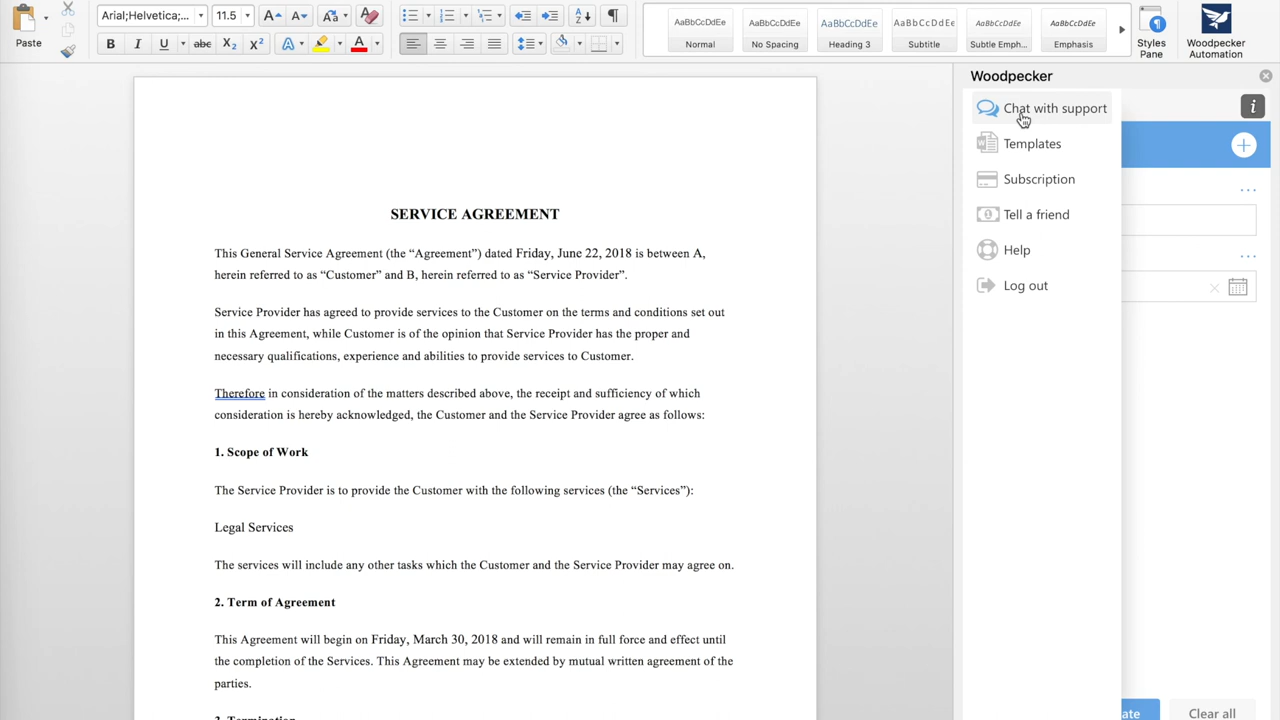 Arial;Helvetica;... 11.5
Paste
B I U abc X₂ X² A A
AaBbCcDdEe AaBbCcDdEe AaBbCcDdEe AaBbCcDdEe AaBbCcDdEe AaBbCcDdEe
Normal No Spacing Heading 3 Subtitle Subtle Emph... Emphasis
Styles Pane
Woodpecker Automation
Woodpecker
Chat with support
Templates
Subscription
Tell a friend
Help
Log out
SERVICE AGREEMENT
This General Service Agreement (the “Agreement”) dated Friday, June 22, 2018 is between A,
herein referred to as “Customer” and B, herein referred to as “Service Provider”.
Service Provider has agreed to provide services to the Customer on the terms and conditions set out
in this Agreement, while Customer is of the opinion that Service Provider has the proper and
necessary qualifications, experience and abilities to provide services to Customer.
Therefore in consideration of the matters described above, the receipt and sufficiency of which
consideration is hereby acknowledged, the Customer and the Service Provider agree as follows:
1. Scope of Work
The Service Provider is to provide the Customer with the following services (the “Services”):
Legal Services
The services will include any other tasks which the Customer and the Service Provider may agree on.
2. Term of Agreement
This Agreement will begin on Friday, March 30, 2018 and will remain in full force and effect until
the completion of the Services. This Agreement may be extended by mutual written agreement of the
parties.
3. Termination
ate Clear all